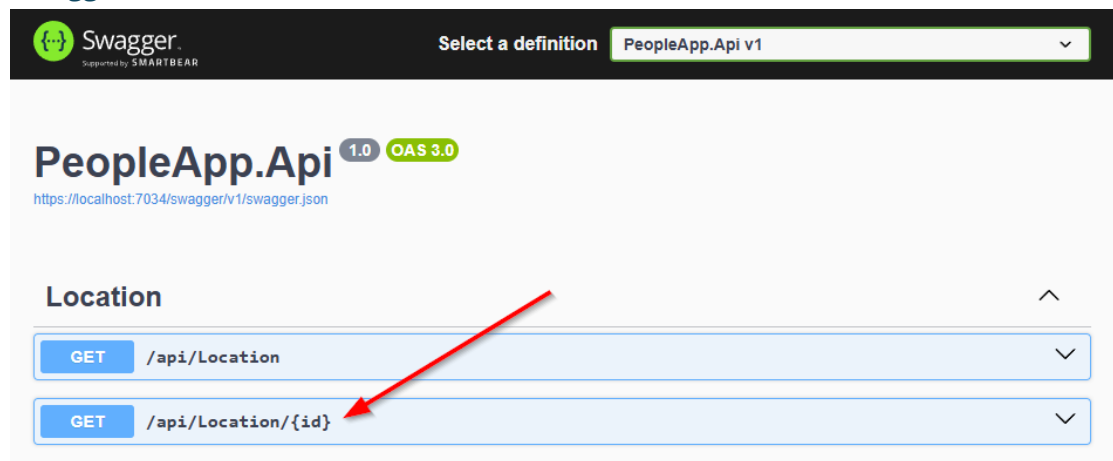 Swagger.
Supported by SMARTBEAR
Select a definition
PeopleApp.Api v1
PeopleApp.Api 1.0 OAS 3.0
https://localhost:7034/swagger/v1/swagger.json
Location
GET /api/Location
GET /api/Location/{id}